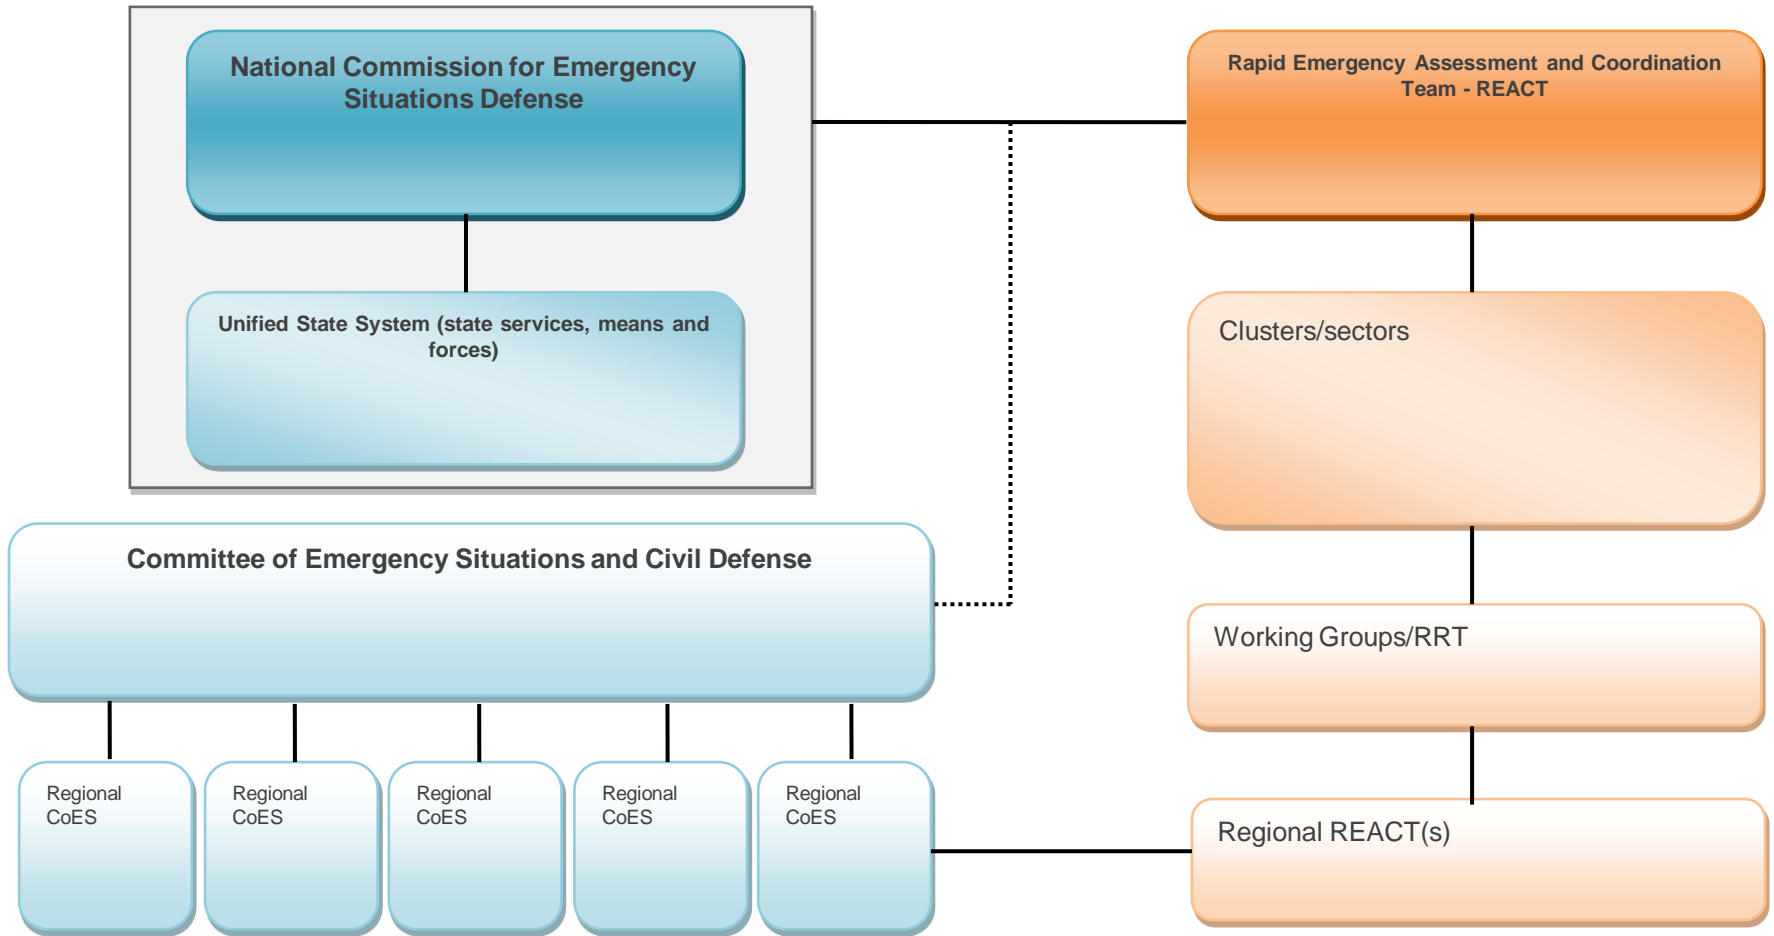 National Commission for Emergency
Situations Defense
Rapid Emergency Assessment and Coordination
Team - REACT
Unified State System (state services, means and
forces)
Clusters/sectors
Committee of Emergency Situations and Civil Defense
Working Groups/RRT
Regional
CoES
Regional
CoES
Regional
CoES
Regional
CoES
Regional
CoES
Regional REACT(s)